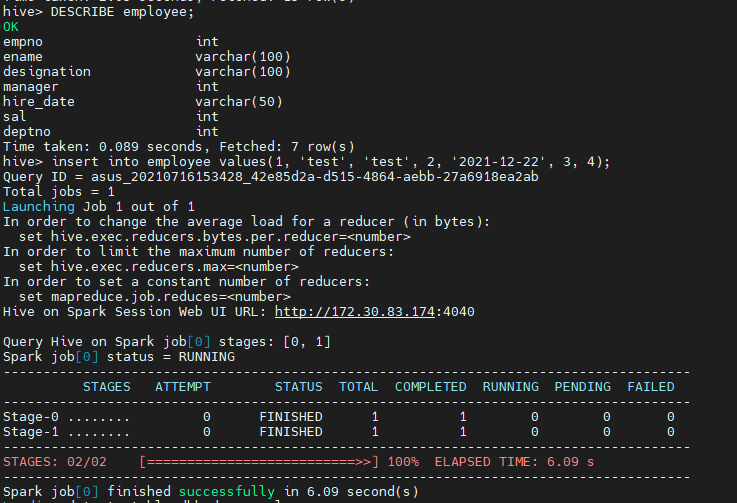 hive> DESCRIBE employee;
OK
empno                   int
ename                   varchar(100)
designation             varchar(100)
manager                 int
hire_date               varchar(50)
sal                     int
deptno                  int
Time taken: 0.089 seconds, Fetched: 7 row(s)
hive> insert into employee values(1, 'test', 'test', 2, '2021-12-22', 3, 4);
Query ID = asus_20210716153428_42e85d2a-d515-4864-aebb-27a6918ea2ab
Total jobs = 1
Launching Job 1 out of 1
In order to change the average load for a reducer (in bytes):
  set hive.exec.reducers.bytes.per.reducer=<number>
In order to limit the maximum number of reducers:
  set hive.exec.reducers.max=<number>
In order to set a constant number of reducers:
  set mapreduce.job.reduces=<number>
Hive on Spark Session Web UI URL: http://172.30.83.174:4040
Query Hive on Spark job[0] stages: [0, 1]
Spark job[0] status = RUNNING
--------------------------------------------------------------------------------------
          STAGES   ATTEMPT        STATUS  TOTAL  COMPLETED  RUNNING  PENDING  FAILED
--------------------------------------------------------------------------------------
Stage-0 ........         0      FINISHED      1          1        0        0       0
Stage-1 ........         0      FINISHED      1          1        0        0       0
--------------------------------------------------------------------------------------
STAGES: 02/02    [==========================>>] 100%  ELAPSED TIME: 6.09 s
--------------------------------------------------------------------------------------
Spark job[0] finished successfully in 6.09 second(s)